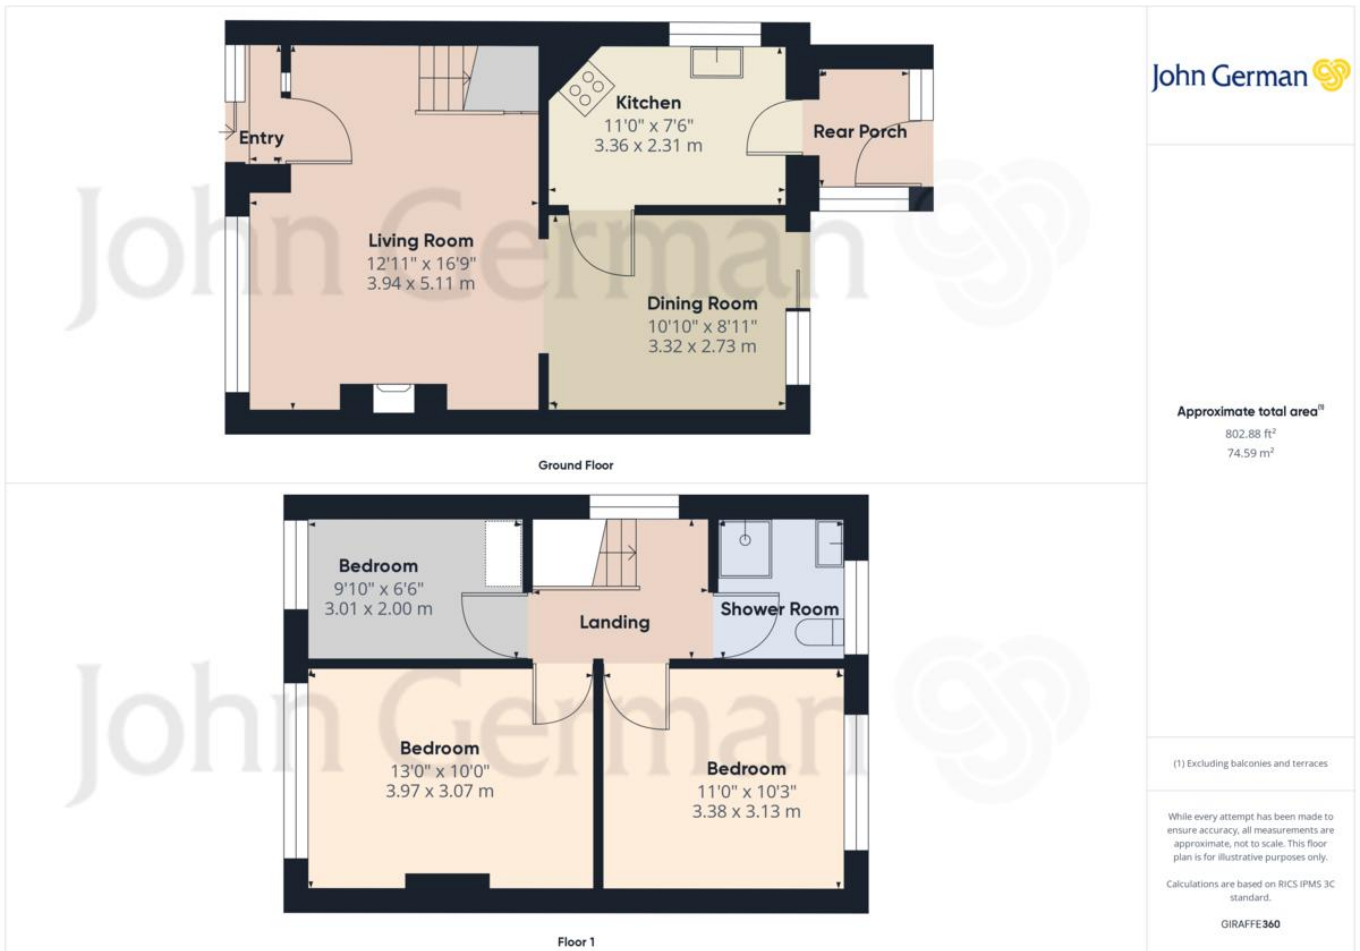 John German
Entry
Kitchen
11'0" x 7'6"
3.36 x 2.31 m
Rear Porch
Living Room
12'11" x 16'9"
3.94 x 5.11 m
Dining Room
10'10" x 8'11"
3.32 x 2.73 m
John German
Ground Floor
Approximate total area(1)
802.88 ft²
74.59 m²
Bedroom
9'10" x 6'6"
3.01 x 2.00 m
Landing
Shower Room
Bedroom
13'0" x 10'0"
3.97 x 3.07 m
Bedroom
11'0" x 10'3"
3.38 x 3.13 m
John German
Floor 1
(1) Excluding balconies and terraces
While every attempt has been made to
ensure accuracy, all measurements are
approximate, not to scale. This floor
plan is for illustrative purposes only.
Calculations are based on RICS IPMS 3C
standard.
GIRAFFE360